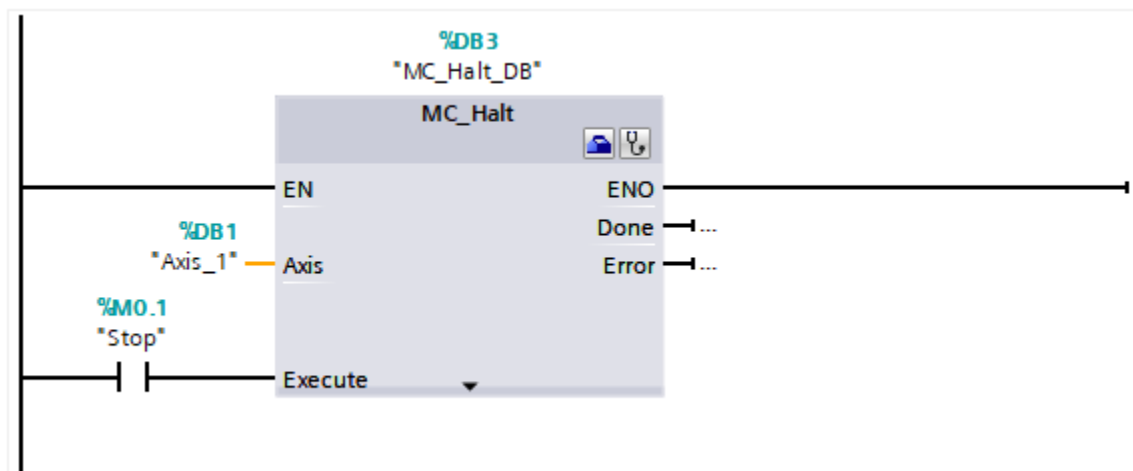 %DB3
"MC_Halt_DB"
MC_Halt
EN ENO
%DB1 Done ...
"Axis_1" Axis Error ...
%M0.1
"Stop"
Execute